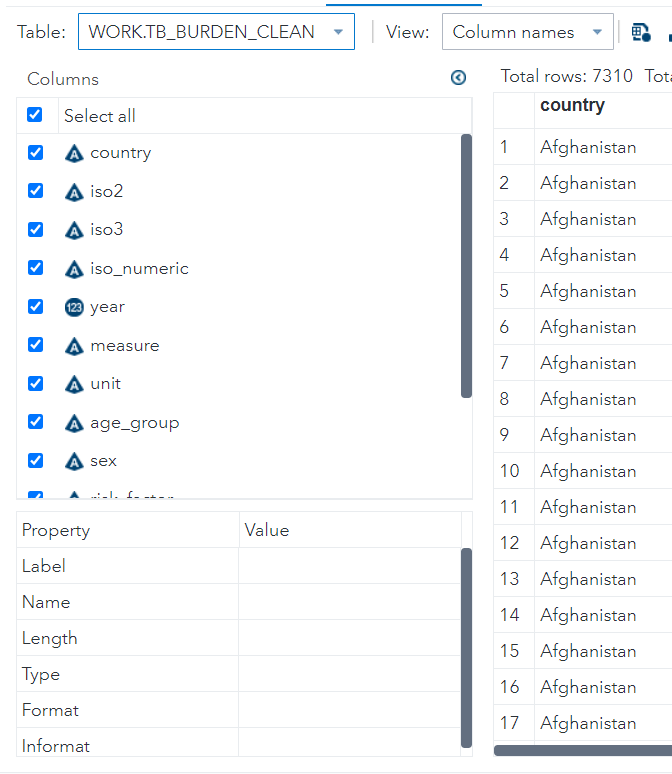 Table: WORK.TB_BURDEN_CLEAN View: Column names
Columns
Select all
country
iso2
iso3
iso_numeric
123 year
measure
unit
age_group
sex
risk_factor
Property Value
Label
Name
Length
Type
Format
Informat
Total rows: 7310 Tota
country
1 Afghanistan
2 Afghanistan
3 Afghanistan
4 Afghanistan
5 Afghanistan
6 Afghanistan
7 Afghanistan
8 Afghanistan
9 Afghanistan
10 Afghanistan
11 Afghanistan
12 Afghanistan
13 Afghanistan
14 Afghanistan
15 Afghanistan
16 Afghanistan
17 Afghanistan